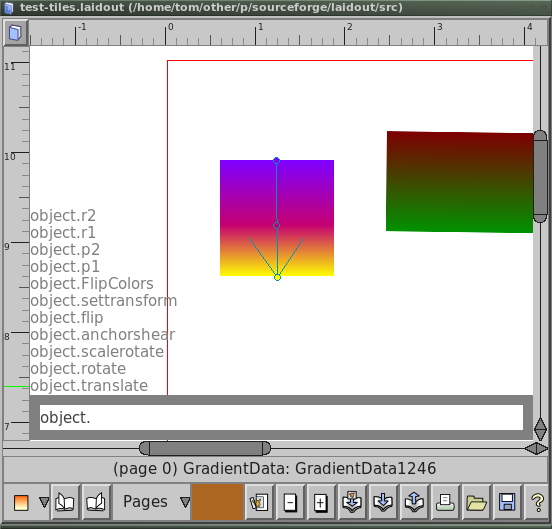 test-tiles.laidout (/home/tom/other/p/sourceforge/laidout/src)
-1 0 1 2 3 4
11
10
9
8
7
object.r2
object.r1
object.p2
object.p1
object.FlipColors
object.settransform
object.flip
object.anchorshear
object.scalerotate
object.rotate
object.translate
object.
(page 0) GradientData: GradientData1246
Pages
?